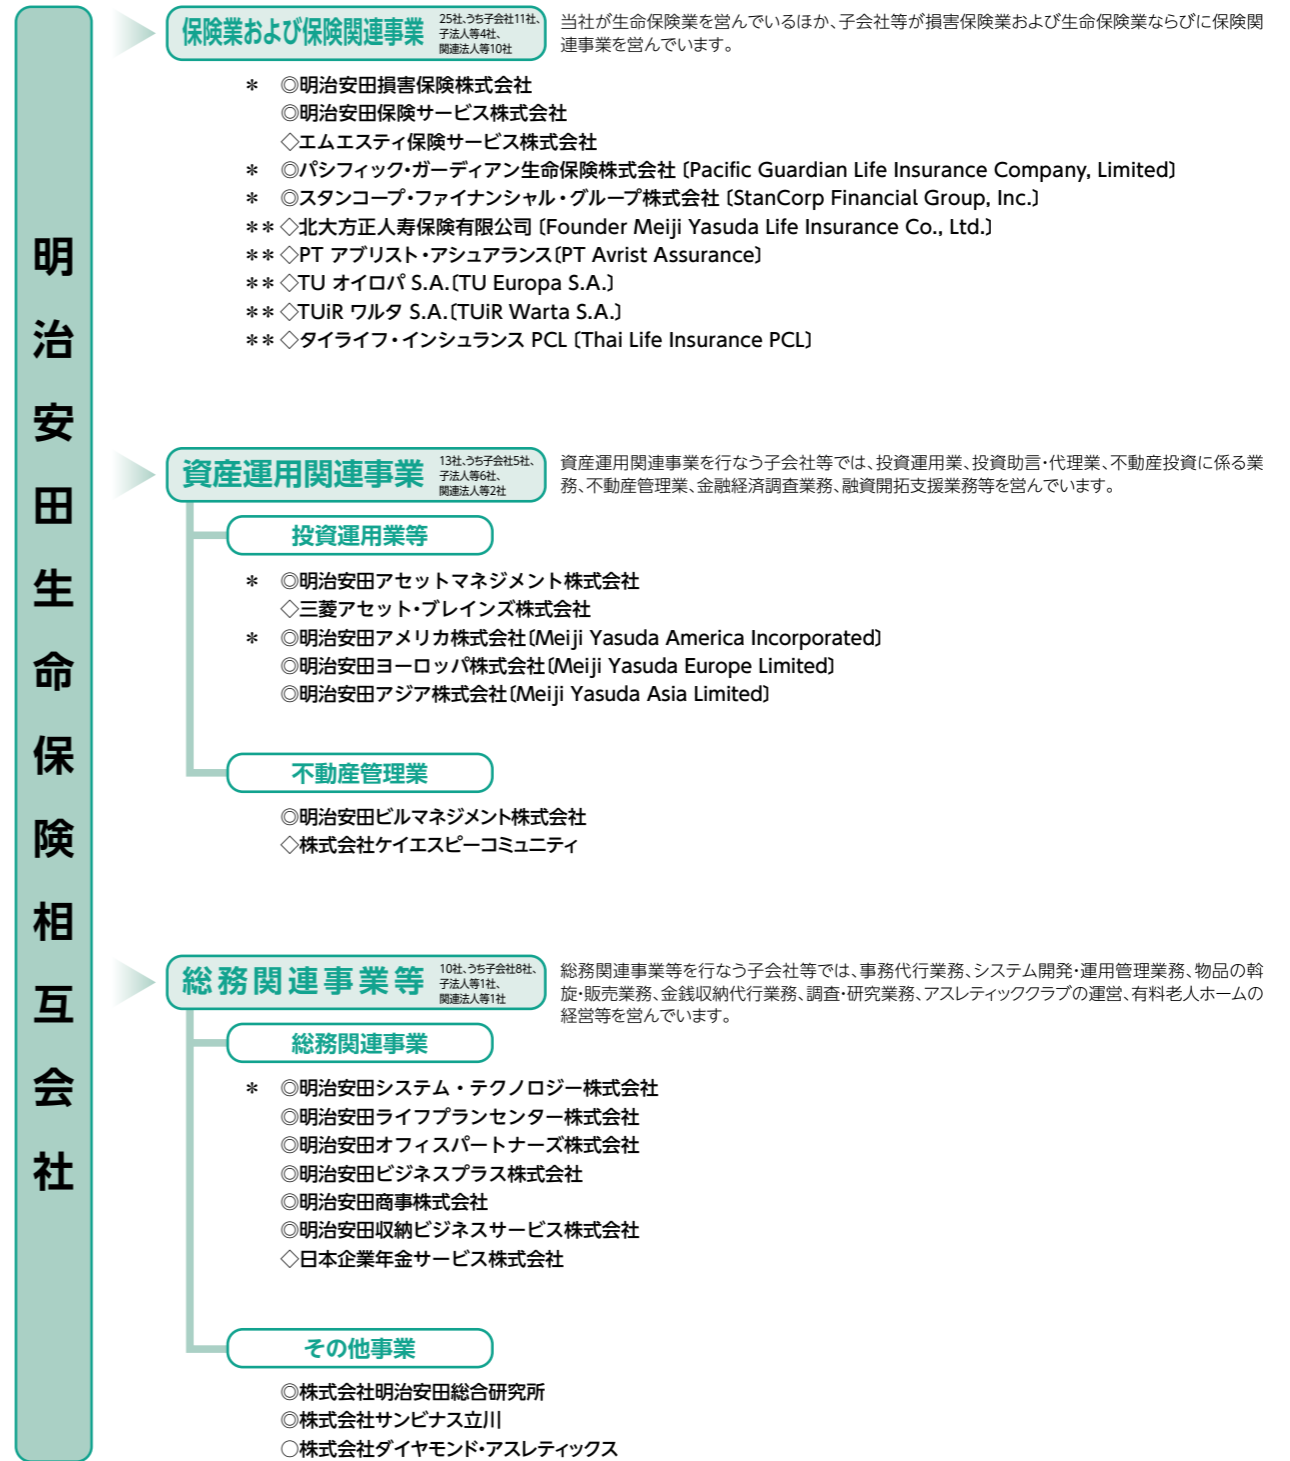 明治安田生命保険相互会社
保険業および保険関連事業
25社、うち子会社11社、
子法人等4社、
関連法人等10社
当社が生命保険業を営んでいるほか、子会社等が損害保険業および生命保険業ならびに保険関
連事業を営んでいます。
＊ ◎明治安田損害保険株式会社
◎明治安田保険サービス株式会社
◇エムエスティ保険サービス株式会社
＊ ◎パシフィック・ガーディアン生命保険株式会社〔Pacific Guardian Life Insurance Company, Limited〕
＊ ◎スタンコープ・ファイナンシャル・グループ株式会社〔StanCorp Financial Group, Inc.〕
＊＊◇北大方正人寿保険有限公司〔Founder Meiji Yasuda Life Insurance Co., Ltd.〕
＊＊◇PT アブリスト・アシュアランス〔PT Avrist Assurance〕
＊＊◇TU オイロパ S.A.〔TU Europa S.A.〕
＊＊◇TUiR ワルタ S.A.〔TUiR Warta S.A.〕
＊＊◇タイライフ・インシュランス PCL〔Thai Life Insurance PCL〕
資産運用関連事業
13社、うち子会社5社、
子法人等6社、
関連法人等2社
資産運用関連事業を行なう子会社等では、投資運用業、投資助言・代理業、不動産投資に係る業
務、不動産管理業、金融経済調査業務、融資開拓支援業務等を営んでいます。
投資運用業等
＊ ◎明治安田アセットマネジメント株式会社
◇三菱アセット・ブレインズ株式会社
＊ ◎明治安田アメリカ株式会社〔Meiji Yasuda America Incorporated〕
◎明治安田ヨーロッパ株式会社〔Meiji Yasuda Europe Limited〕
◎明治安田アジア株式会社〔Meiji Yasuda Asia Limited〕
不動産管理業
◎明治安田ビルマネジメント株式会社
◇株式会社ケイエスピーコミュニティ
総務関連事業等
10社、うち子会社8社、
子法人等1社、
関連法人等1社
総務関連事業等を行なう子会社等では、事務代行業務、システム開発・運用管理業務、物品の斡
旋・販売業務、金銭収納代行業務、調査・研究業務、アスレティッククラブの運営、有料老人ホームの
経営等を営んでいます。
総務関連事業
＊ ◎明治安田システム・テクノロジー株式会社
◎明治安田ライフプランセンター株式会社
◎明治安田オフィスパートナーズ株式会社
◎明治安田ビジネスプラス株式会社
◎明治安田商事株式会社
◎明治安田収納ビジネスサービス株式会社
◇日本企業年金サービス株式会社
その他事業
◎株式会社明治安田総合研究所
◎株式会社サンビナス立川
○株式会社ダイヤモンド・アスレティックス